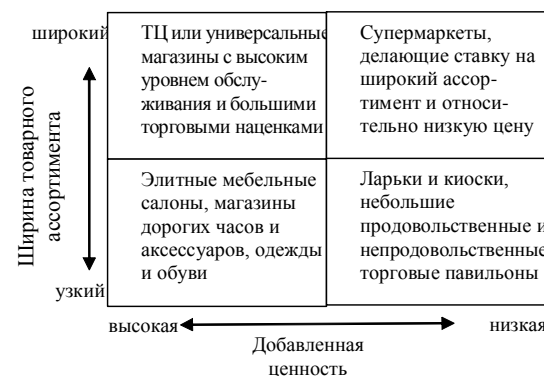 широкий
ТЦ или универсальные
магазины с высоким
уровнем обслу-
живания и большими
торговыми наценками
Супермаркеты,
делающие ставку на
широкий ассор-
тимент и относи-
тельно низкую цену
Ширина товарного
ассортимента
Элитные мебельные
салоны, магазины
дорогих часов и
аксессуаров, одежды
и обуви
Ларьки и киоски,
небольшие
продовольственные и
непродовольственные
торговые павильоны
узкий
высокая
низкая
Добавленная
ценность